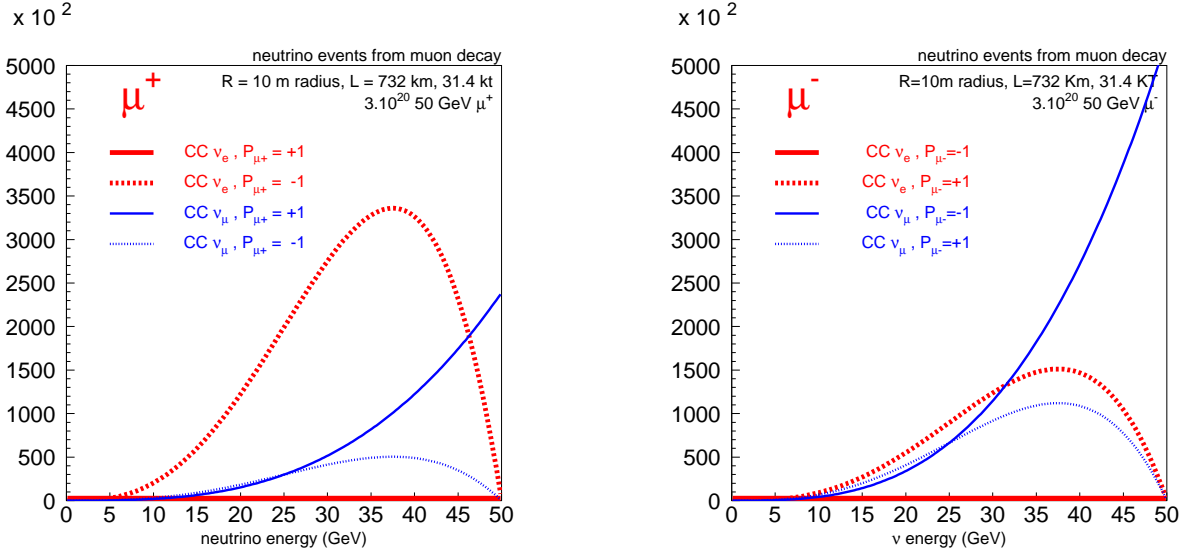 x 10 2
neutrino events from muon decay
R = 10 m radius, L = 732 km, 31.4 kt
3.10 20 50 GeV μ+
μ+
CC νe , Pμ+ = +1
CC νe , Pμ+ = -1
CC νμ , Pμ+ = +1
CC νμ , Pμ+ = -1
5000
4500
4000
3500
3000
2500
2000
1500
1000
500
0
0 5 10 15 20 25 30 35 40 45 50
neutrino energy (GeV)
x 10 2
neutrino events from muon decay
R=10m radius, L=732 Km, 31.4 KT
3.10 20 50 GeV μ-
μ-
CC νe , Pμ-=-1
CC νe , Pμ-=+1
CC νμ , Pμ-=-1
CC νμ , Pμ-=+1
5000
4500
4000
3500
3000
2500
2000
1500
1000
500
0
0 5 10 15 20 25 30 35 40 45 50
ν energy (GeV)